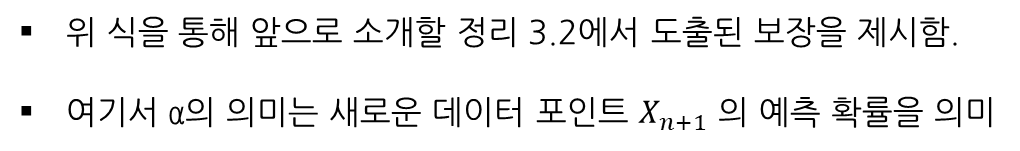 ▪ 위 식을 통해 앞으로 소개할 정리 3.2에서 도출된 보장을 제시함.
▪ 여기서 α의 의미는 새로운 데이터 포인트 Xₙ₊₁ 의 예측 확률을 의미